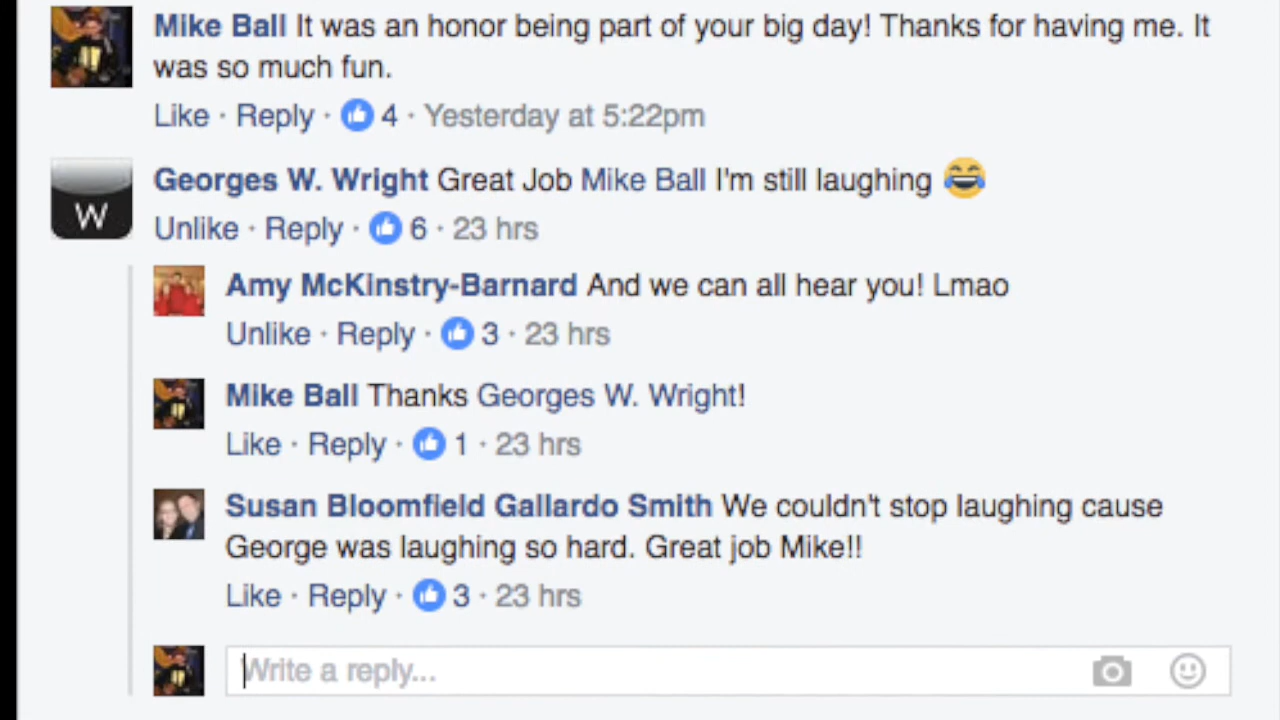 Mike Ball It was an honor being part of your big day! Thanks for having me. It
was so much fun.
Like · Reply · 4 · Yesterday at 5:22pm
W
Georges W. Wright Great Job Mike Ball I'm still laughing 😂
Unlike · Reply · 6 · 23 hrs
Amy McKinstry-Barnard And we can all hear you! Lmao
Unlike · Reply · 3 · 23 hrs
Mike Ball Thanks Georges W. Wright!
Like · Reply · 1 · 23 hrs
Susan Bloomfield Gallardo Smith We couldn't stop laughing cause
George was laughing so hard. Great job Mike!!
Like · Reply · 3 · 23 hrs
Write a reply...